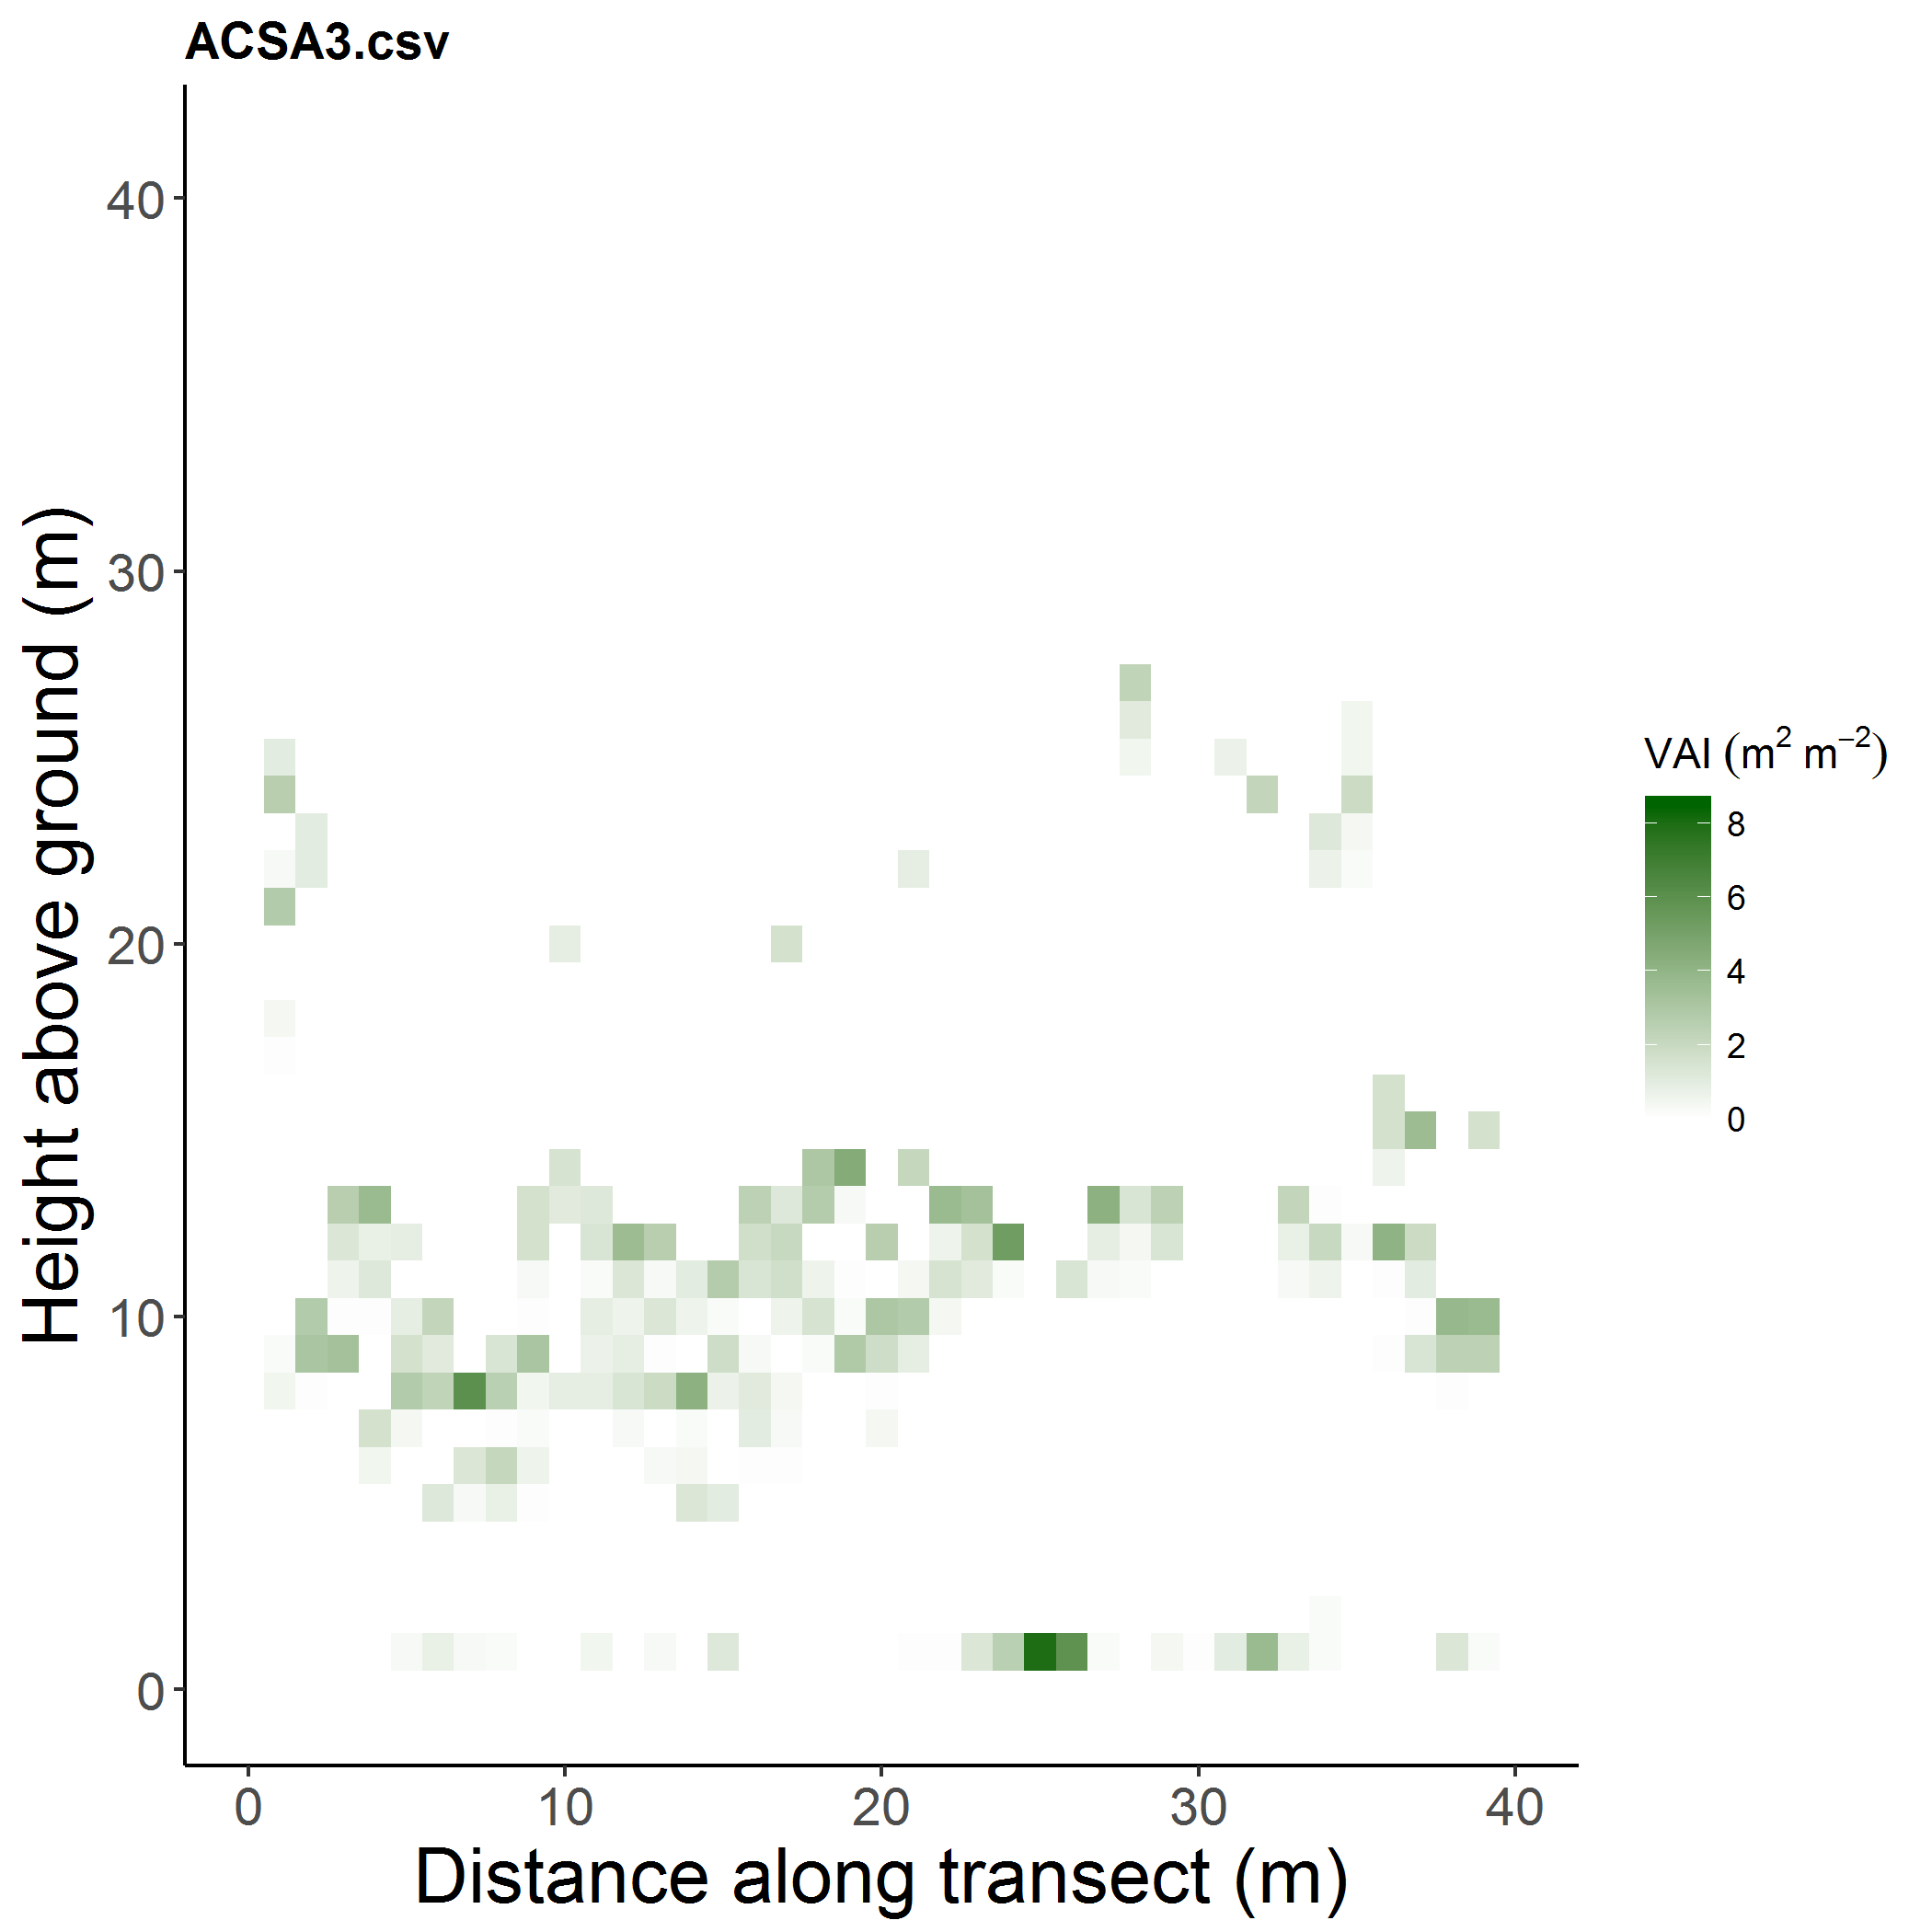 ACSA3.csv
Height above ground (m)
40
30
20
10
0
0 10 20 30 40
Distance along transect (m)
VAI (m² m⁻²)
8
6
4
2
0